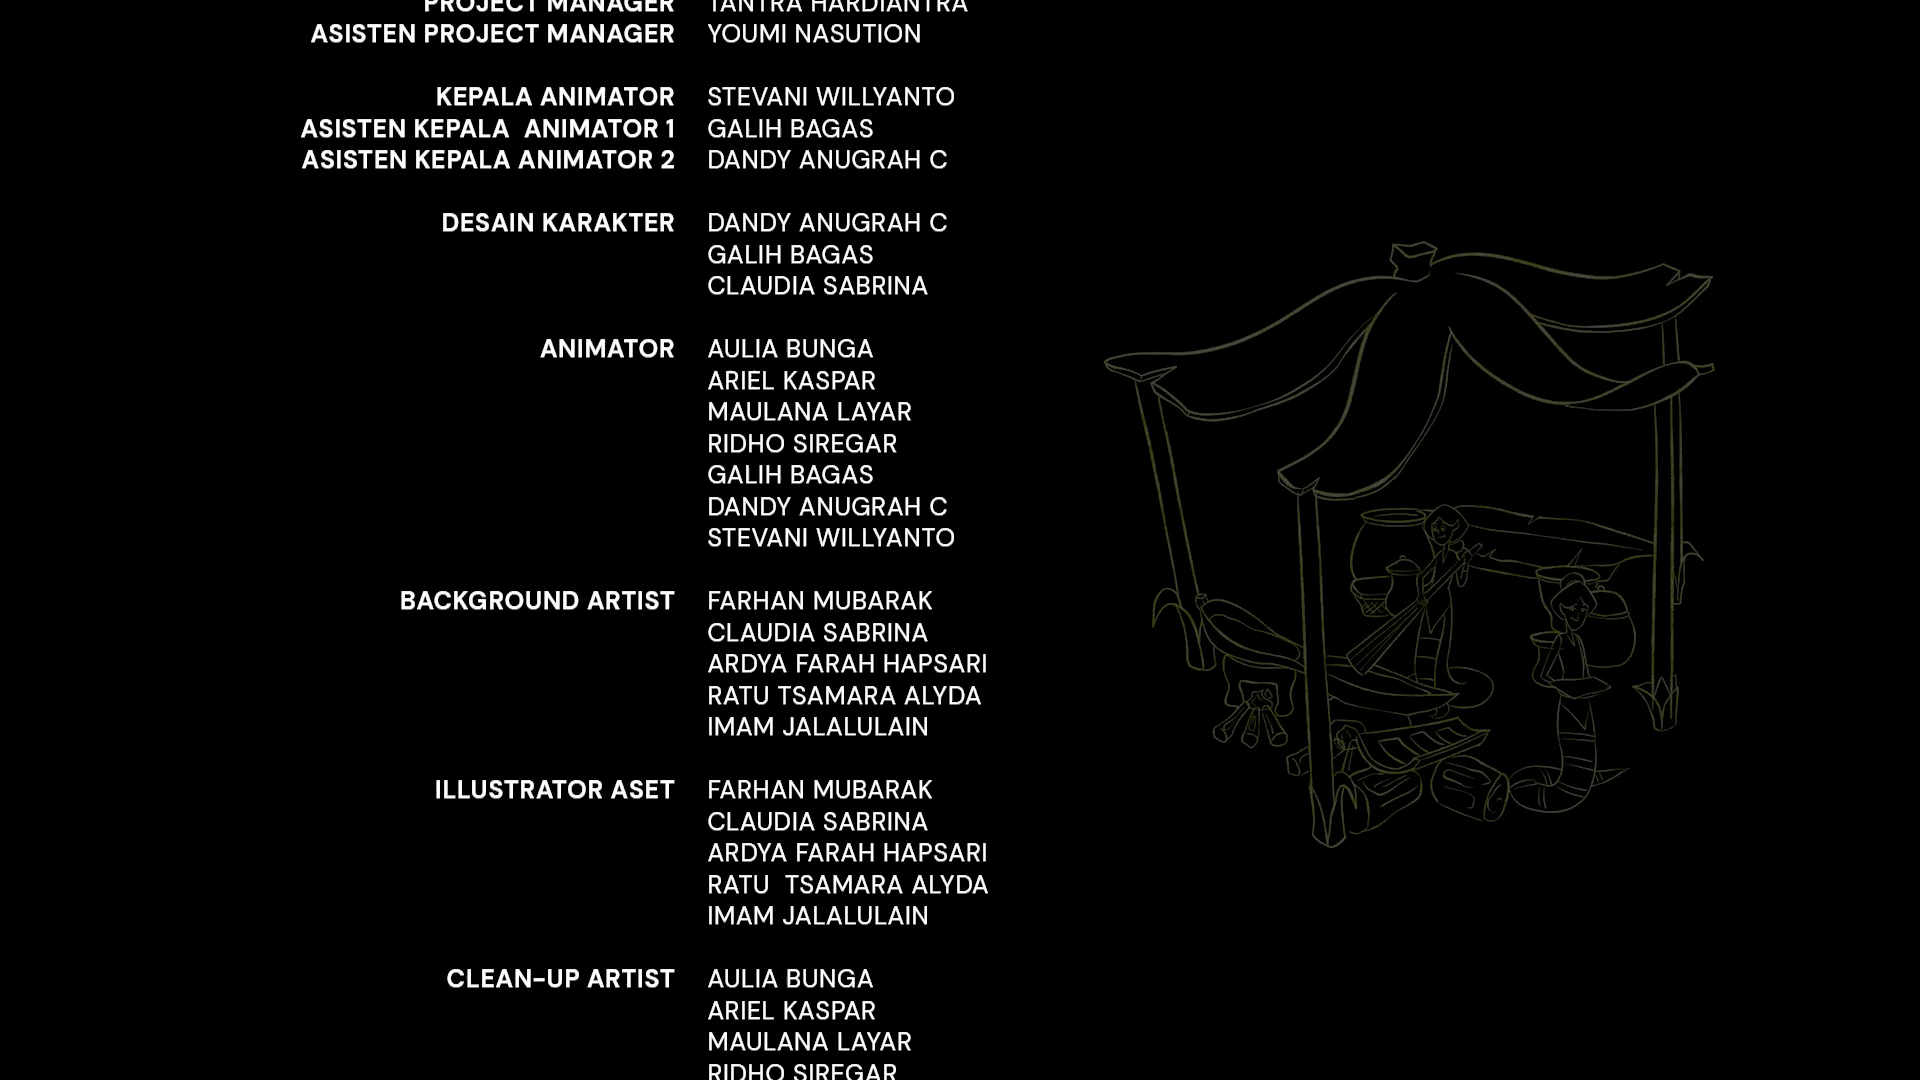 PROJECT MANAGER TANTRA HARDIANTRA
ASISTEN PROJECT MANAGER YOUMI NASUTION
KEPALA ANIMATOR STEVANI WILLYANTO
ASISTEN KEPALA  ANIMATOR 1 GALIH BAGAS
ASISTEN KEPALA ANIMATOR 2 DANDY ANUGRAH C
DESAIN KARAKTER DANDY ANUGRAH C
GALIH BAGAS
CLAUDIA SABRINA
ANIMATOR AULIA BUNGA
ARIEL KASPAR
MAULANA LAYAR
RIDHO SIREGAR
GALIH BAGAS
DANDY ANUGRAH C
STEVANI WILLYANTO
BACKGROUND ARTIST FARHAN MUBARAK
CLAUDIA SABRINA
ARDYA FARAH HAPSARI
RATU TSAMARA ALYDA
IMAM JALALULAIN
ILLUSTRATOR ASET FARHAN MUBARAK
CLAUDIA SABRINA
ARDYA FARAH HAPSARI
RATU  TSAMARA ALYDA
IMAM JALALULAIN
CLEAN-UP ARTIST AULIA BUNGA
ARIEL KASPAR
MAULANA LAYAR
RIDHO SIREGAR